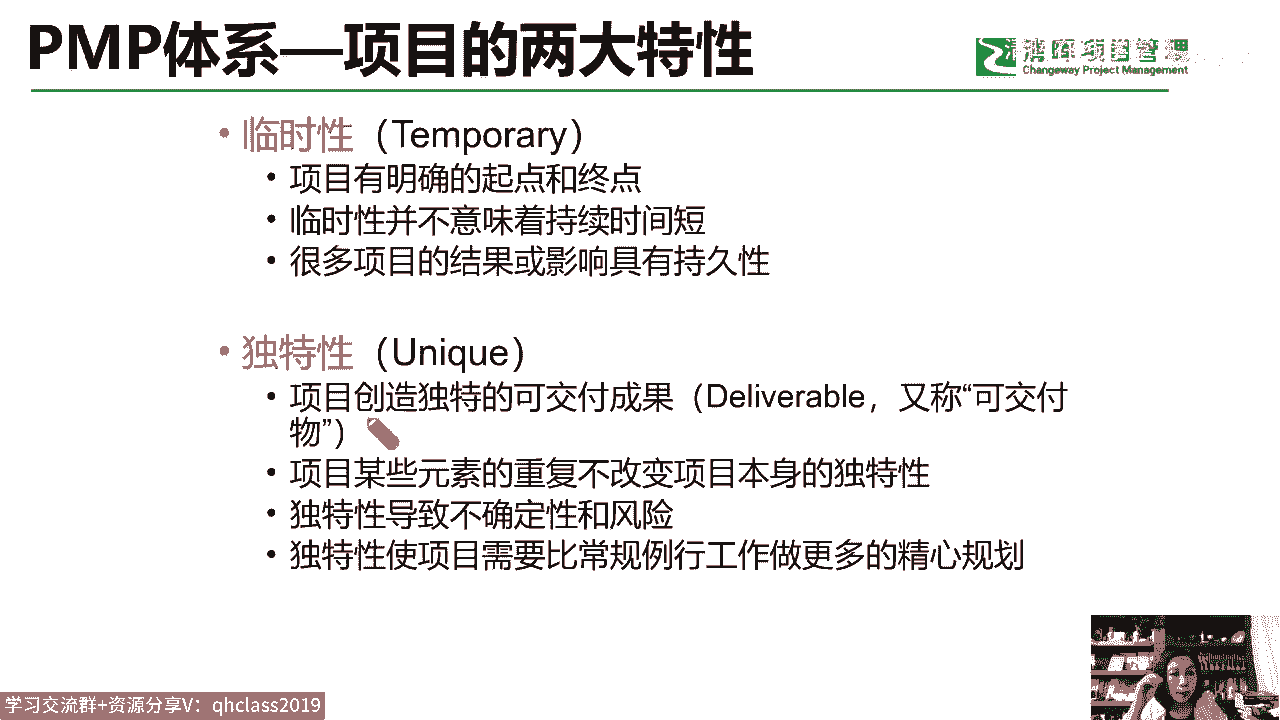 PMP体系—项目的两大特性
清晖项目管理
Changeway Project Management
• 临时性（Temporary）
• 项目有明确的起点和终点
• 临时性并不意味着持续时间短
• 很多项目的结果或影响具有持久性
• 独特性（Unique）
• 项目创造独特的可交付成果（Deliverable，又称“可交付
物”）
• 项目某些元素的重复不改变项目本身的独特性
• 独特性导致不确定性和风险
• 独特性使项目需要比常规例行工作做更多的精心规划
学习交流群+资源分享V：qhclass2019